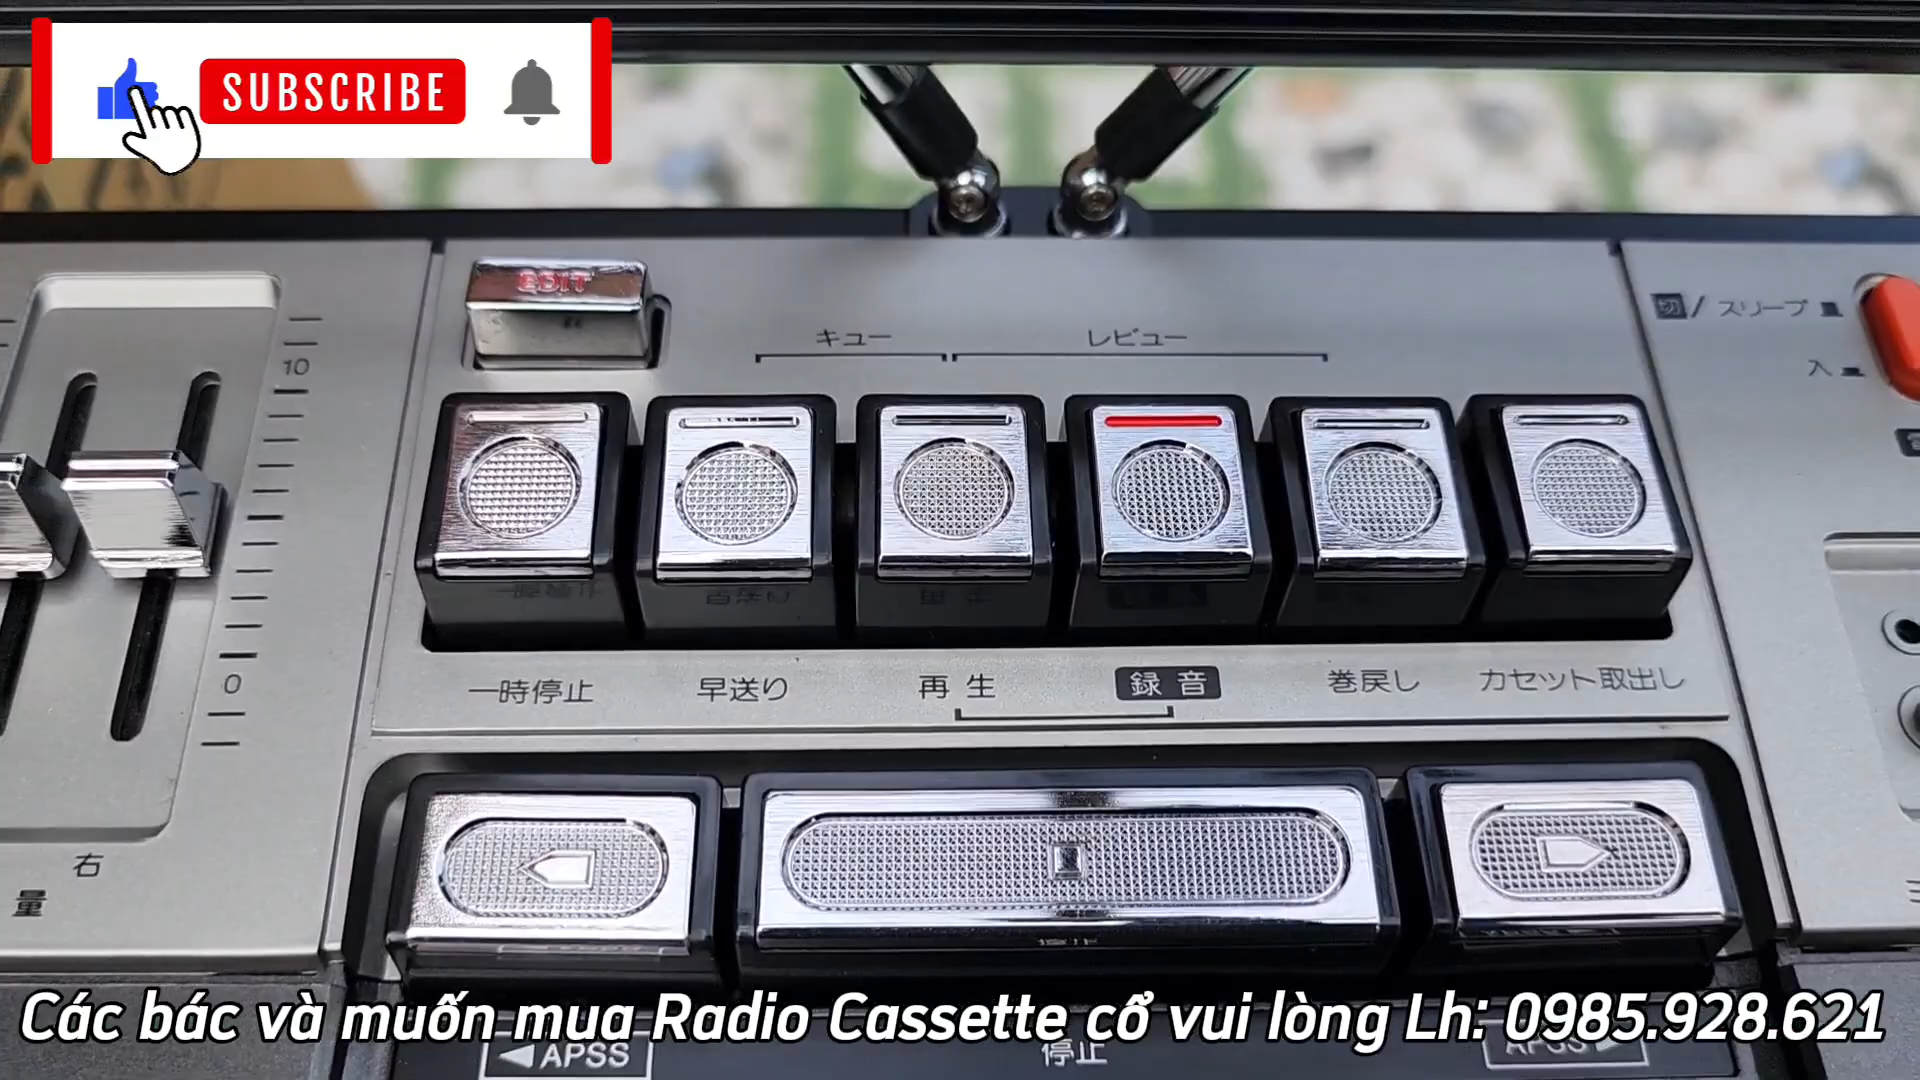 SUBSCRIBE
EDIT
10
キュー
レビュー
切/スリープ
入
一時停止
早送り
再生
録音
巻戻し
カセット取出し
0
右
量
Các bác và muốn mua Radio Cassette cổ vui lòng Lh: 0985.928.621
APSS
停止
APSS